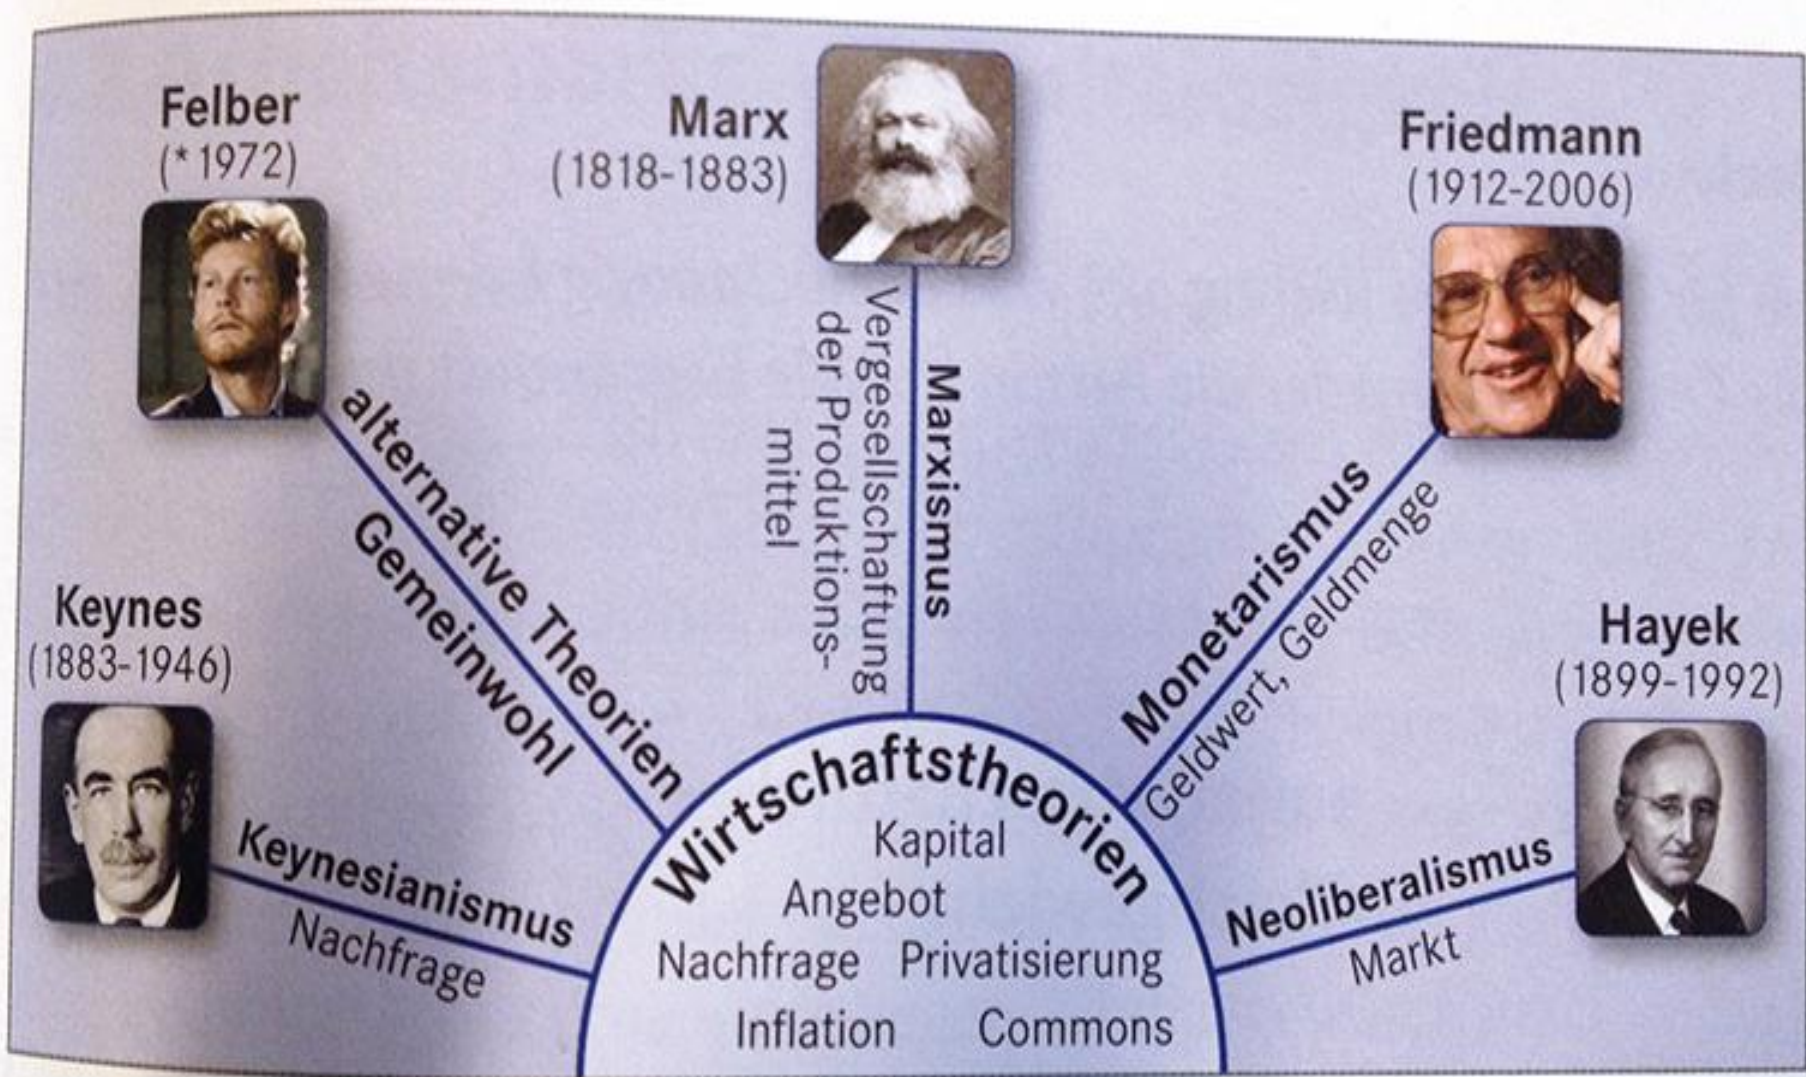 Felber
(*1972)
Marx
(1818-1883)
Friedmann
(1912-2006)
Keynes
(1883-1946)
Hayek
(1899-1992)
alternative Theorien
Gemeinwohl
Marxismus
Vergesellschaftung
der Produktions-
mittel
Monetarismus
Geldwert, Geldmenge
Keynesianismus
Nachfrage
Neoliberalismus
Markt
Wirtschaftstheorien
Kapital
Angebot
Nachfrage Privatisierung
Inflation Commons